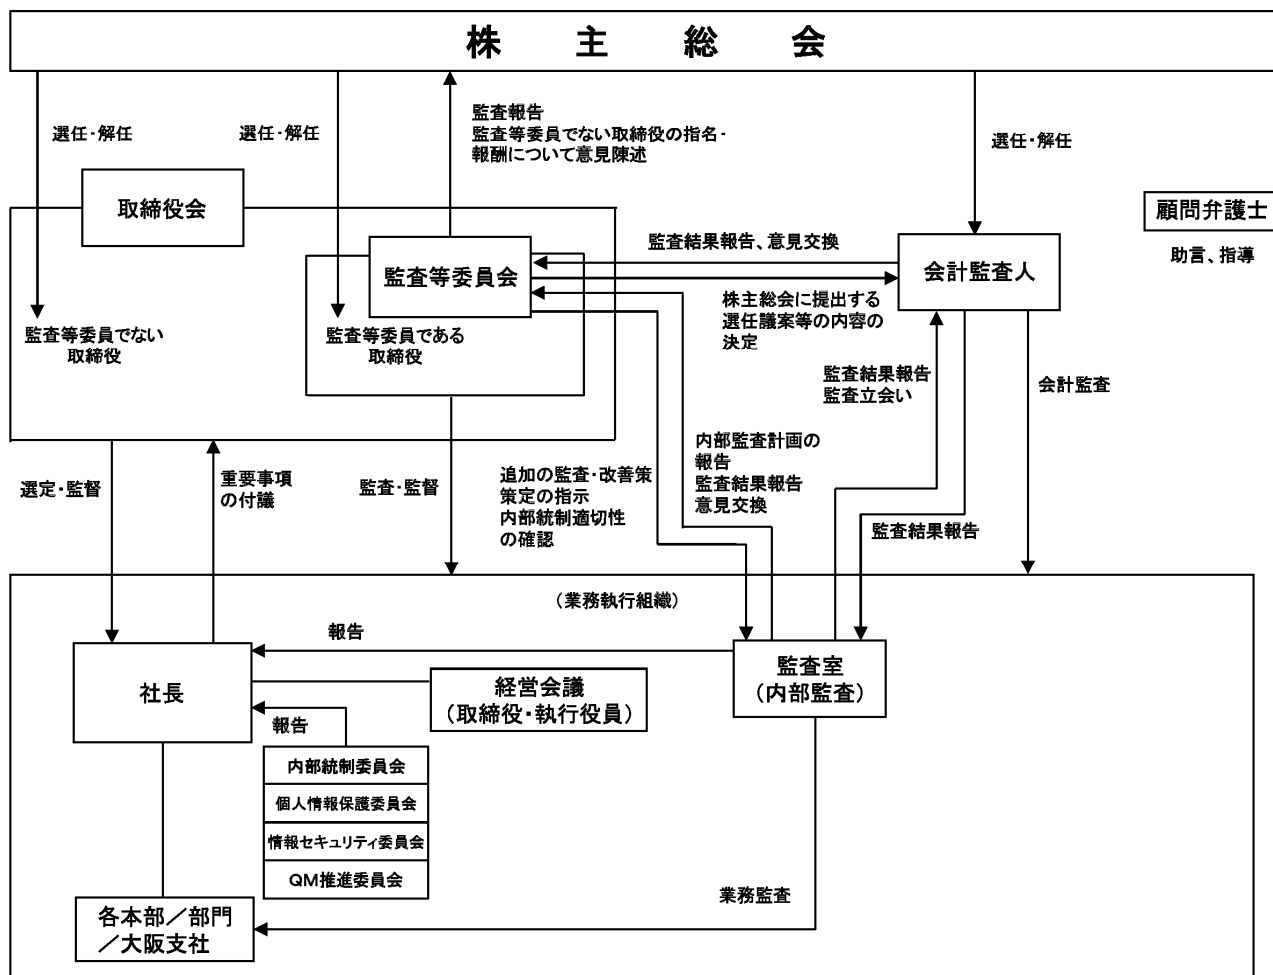 株主総会
選任・解任
選任・解任
監査報告
監査等委員でない取締役の指名・
報酬について意見陳述
選任・解任
取締役会
顧問弁護士
助言、指導
監査等委員会
監査結果報告、意見交換
会計監査人
株主総会に提出する
選任議案等の内容の
決定
監査等委員でない
取締役
監査等委員である
取締役
監査結果報告
監査立会い
会計監査
選定・監督
重要事項
の付議
監査・監督
追加の監査・改善策
策定の指示
内部統制適切性
の確認
内部監査計画の
報告
監査結果報告
意見交換
監査結果報告
（業務執行組織）
報告
社長
経営会議
（取締役・執行役員）
監査室
（内部監査）
報告
内部統制委員会
個人情報保護委員会
情報セキュリティ委員会
QM推進委員会
業務監査
各本部／部門
／大阪支社